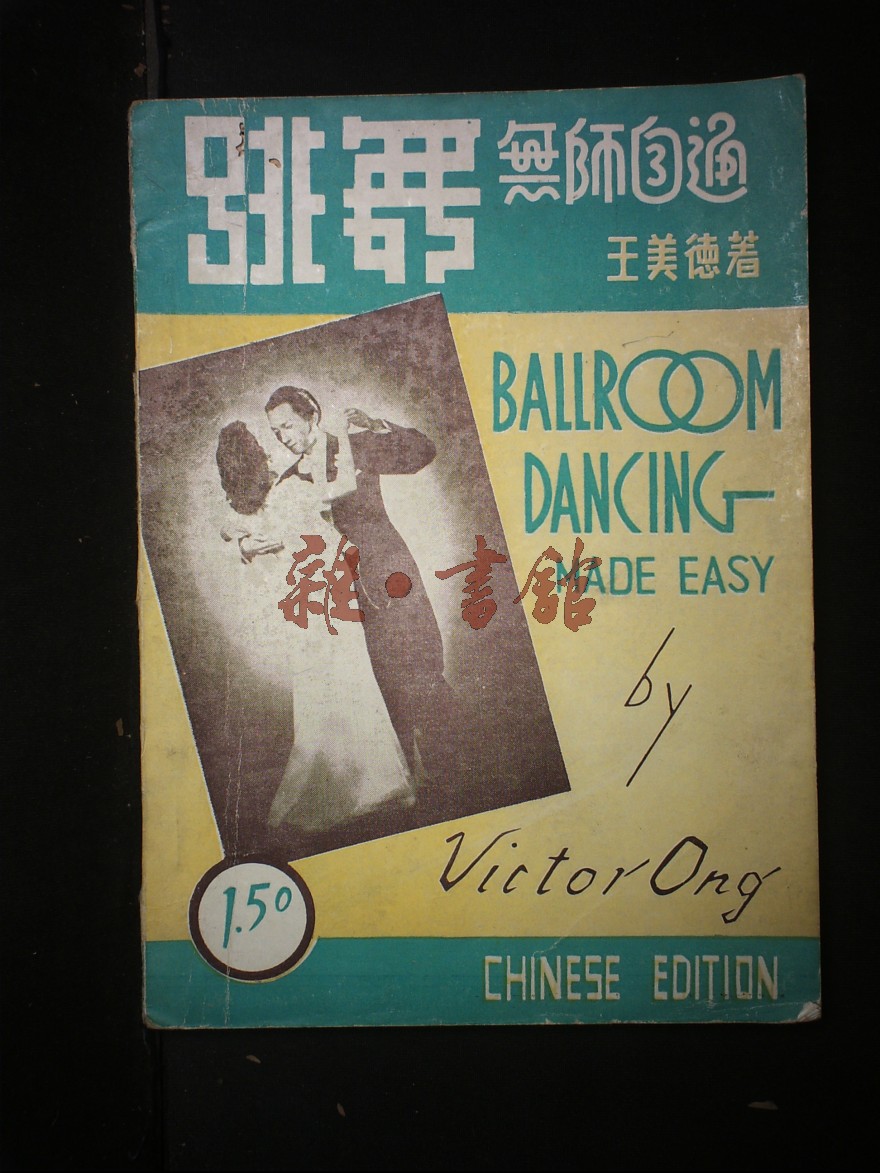 跳舞 無師自通
王美德著
BALLROOM
DANCING
MADE EASY
by
Victor Ong
1.50
CHINESE EDITION
雜·書館